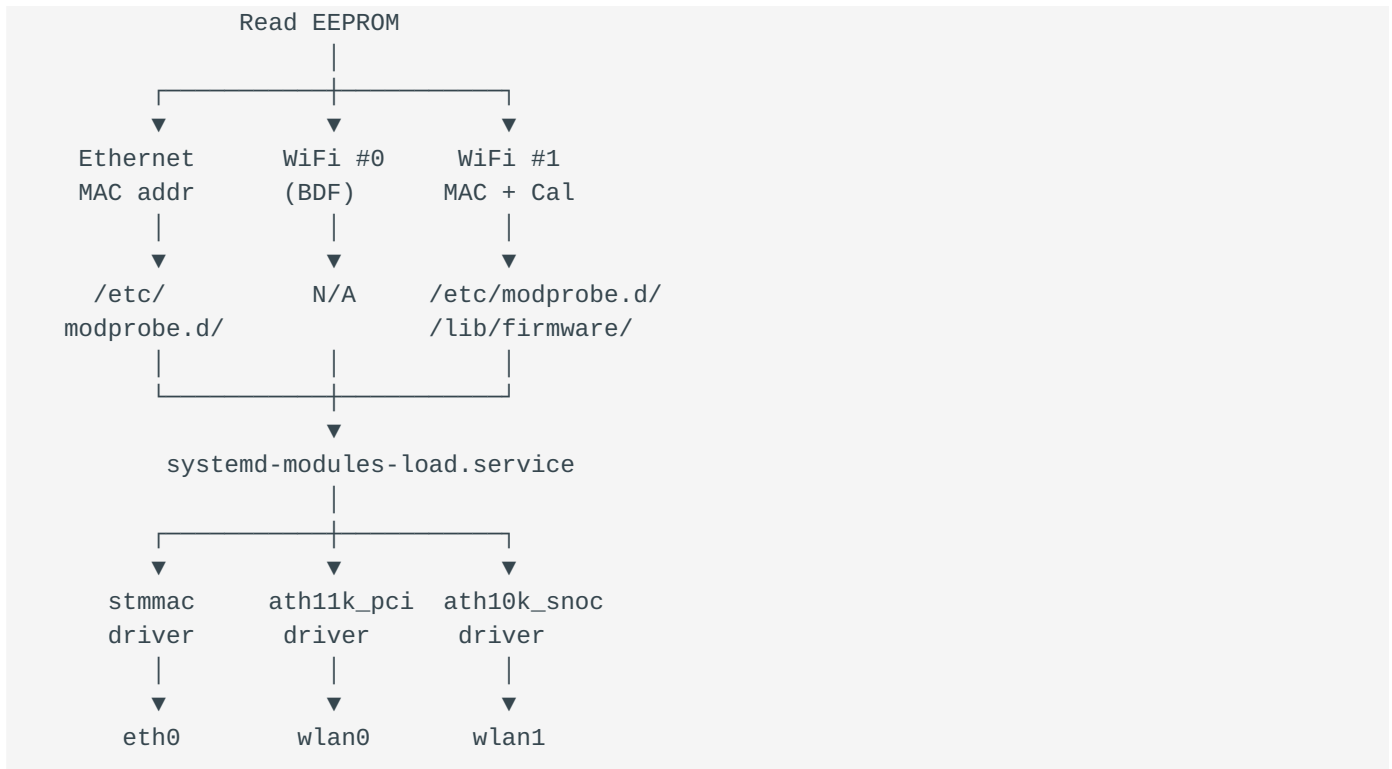 Read EEPROM
Ethernet WiFi #0 WiFi #1
MAC addr (BDF) MAC + Cal
/etc/ N/A /etc/modprobe.d/
modprobe.d/ /lib/firmware/
systemd-modules-load.service
stmmac ath11k_pci ath10k_snoc
driver driver driver
eth0 wlan0 wlan1